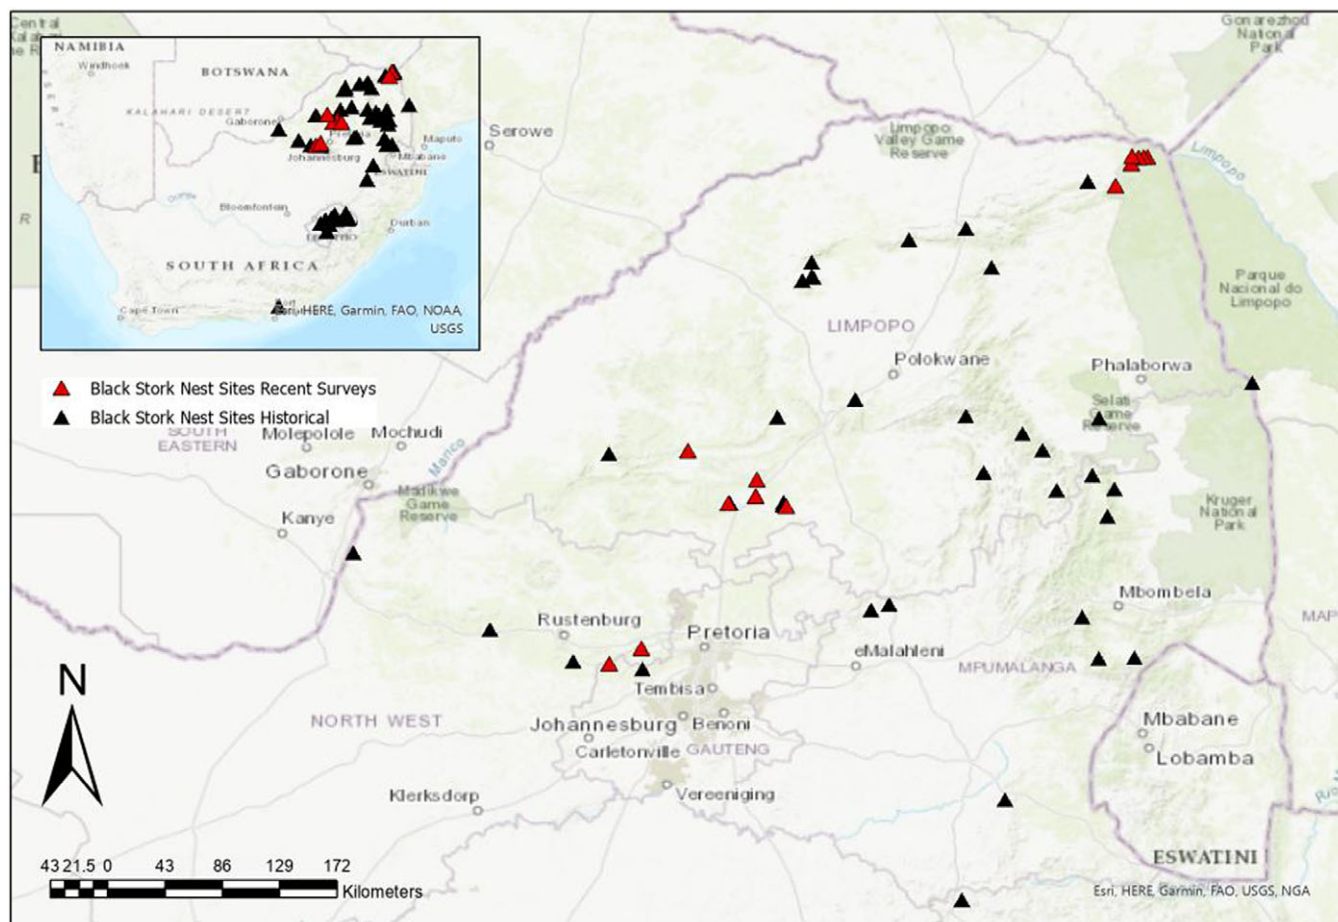 Central
Gonarezhou
National
Park
NAMIBIA
Windhoek
BOTSWANA
KALAHARI DESERT
Gaborone
Pretoria
Johannesburg
Maputo
Mbabane
Bloemfontein
Durban
SOUTH AFRICA
Cape Town
Esri, HERE, Garmin, FAO, NOAA,
USGS
Serowe
Limpopo
Valley Game
Reserve
Limpopo
Parque
Nacional do
Limpopo
LIMPOPO
Polokwane
Phalaborwa
Selati
Game
Reserve
Black Stork Nest Sites Recent Surveys
Black Stork Nest Sites Historical
SOUTH
EASTERN
Molepolole
Mochudi
Marico
Gaborone
Madikwe
Game
Reserve
Kanye
Kruger
National
Park
Rustenburg
Pretoria
eMalahleni
Mbombela
MAP
MPUMALANGA
Tembisa
NORTH WEST
Johannesburg
Benoni
Carletonville
GAUTENG
Mbabane
Lobamba
Klerksdorp
Vereeniging
N
43 21.5 0 43 86 129 172
Kilometers
ESWATINI
Esri, HERE, Garmin, FAO, USGS, NGA